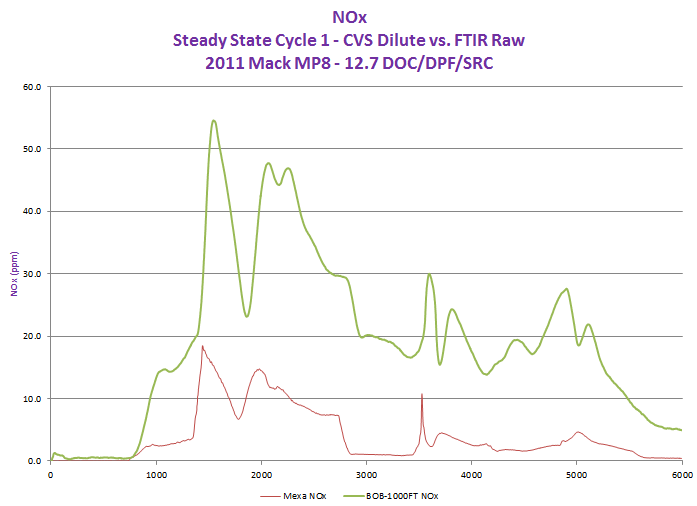 NOx
Steady State Cycle 1 - CVS Dilute vs. FTIR Raw
2011 Mack MP8 - 12.7 DOC/DPF/SRC
60.0
50.0
40.0
30.0
20.0
10.0
0.0
NOx (ppm)
0 1000 2000 3000 4000 5000 6000
Mexa NOx BOB-1000FT NOx